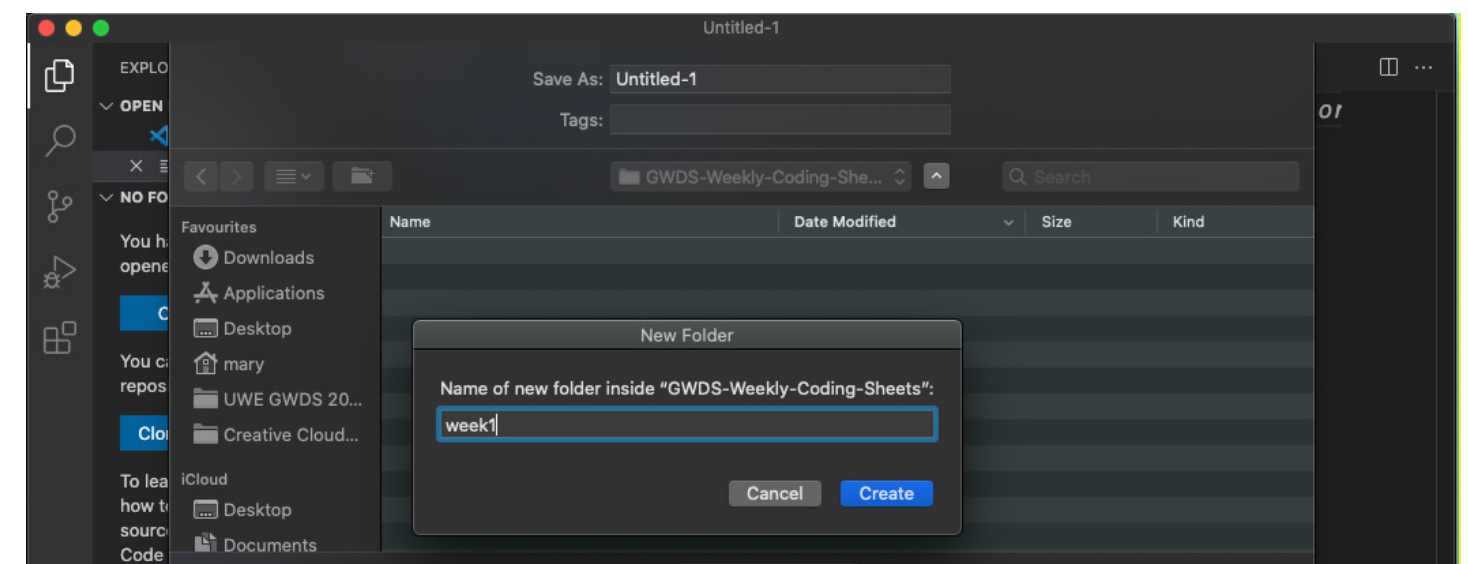 Untitled-1
EXPLO
Save As: Untitled-1
OPEN
Tags:
or
GWDS-Weekly-Coding-She...
Search
NO FO
Favourites
Name Date Modified Size Kind
You h
opene
Downloads
Applications
C
Desktop
New Folder
You ca
repos
mary
Name of new folder inside “GWDS-Weekly-Coding-Sheets”:
UWE GWDS 20...
week1
Clo
Creative Cloud...
To lea
how t
sourc
Code
iCloud
Cancel Create
Desktop
Documents